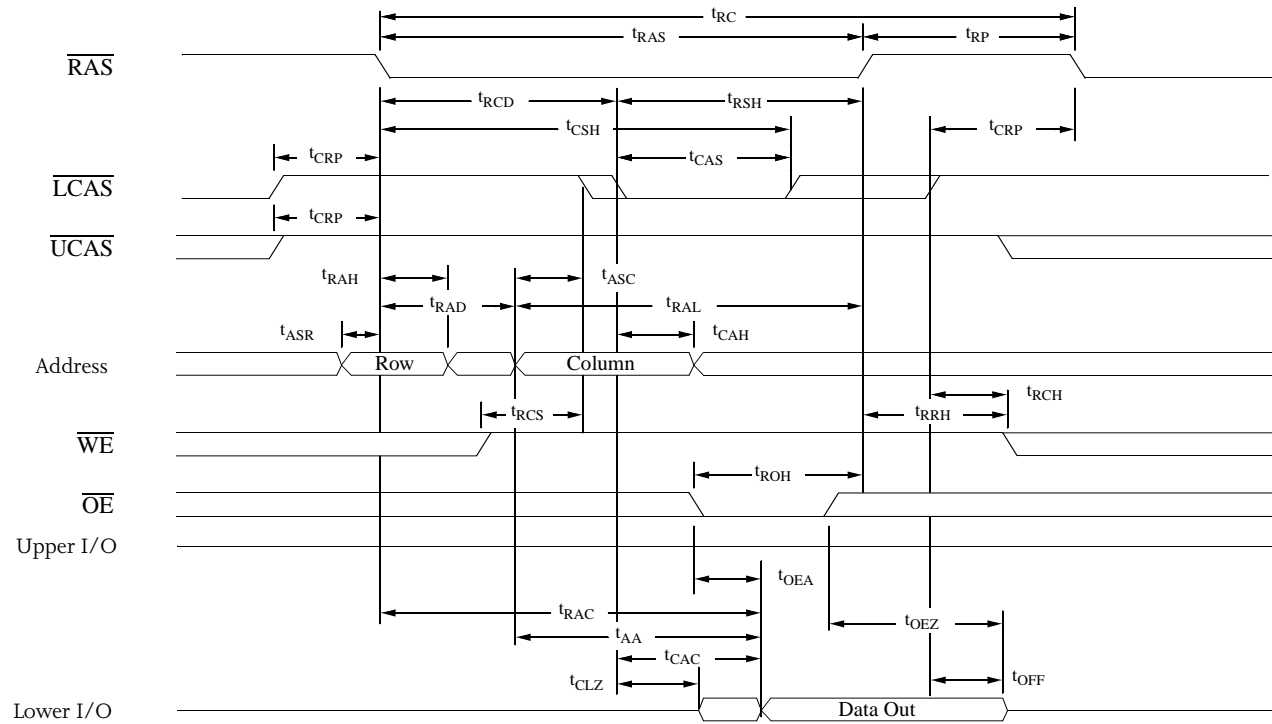 tRC
tRAS tRP
RAS
tRCD tRSH
tCSH tCRP
tCRP tCAS
LCAS
tCRP
UCAS
tRAH tASC
tRAD tRAL
tASR tCAH
Address Row Column
tRCH
tRCS tRRH
WE
tROH
OE
Upper I/O
tOEA
tRAC
tOEZ
tAA
tCAC
tCLZ tOFF
Lower I/O Data Out